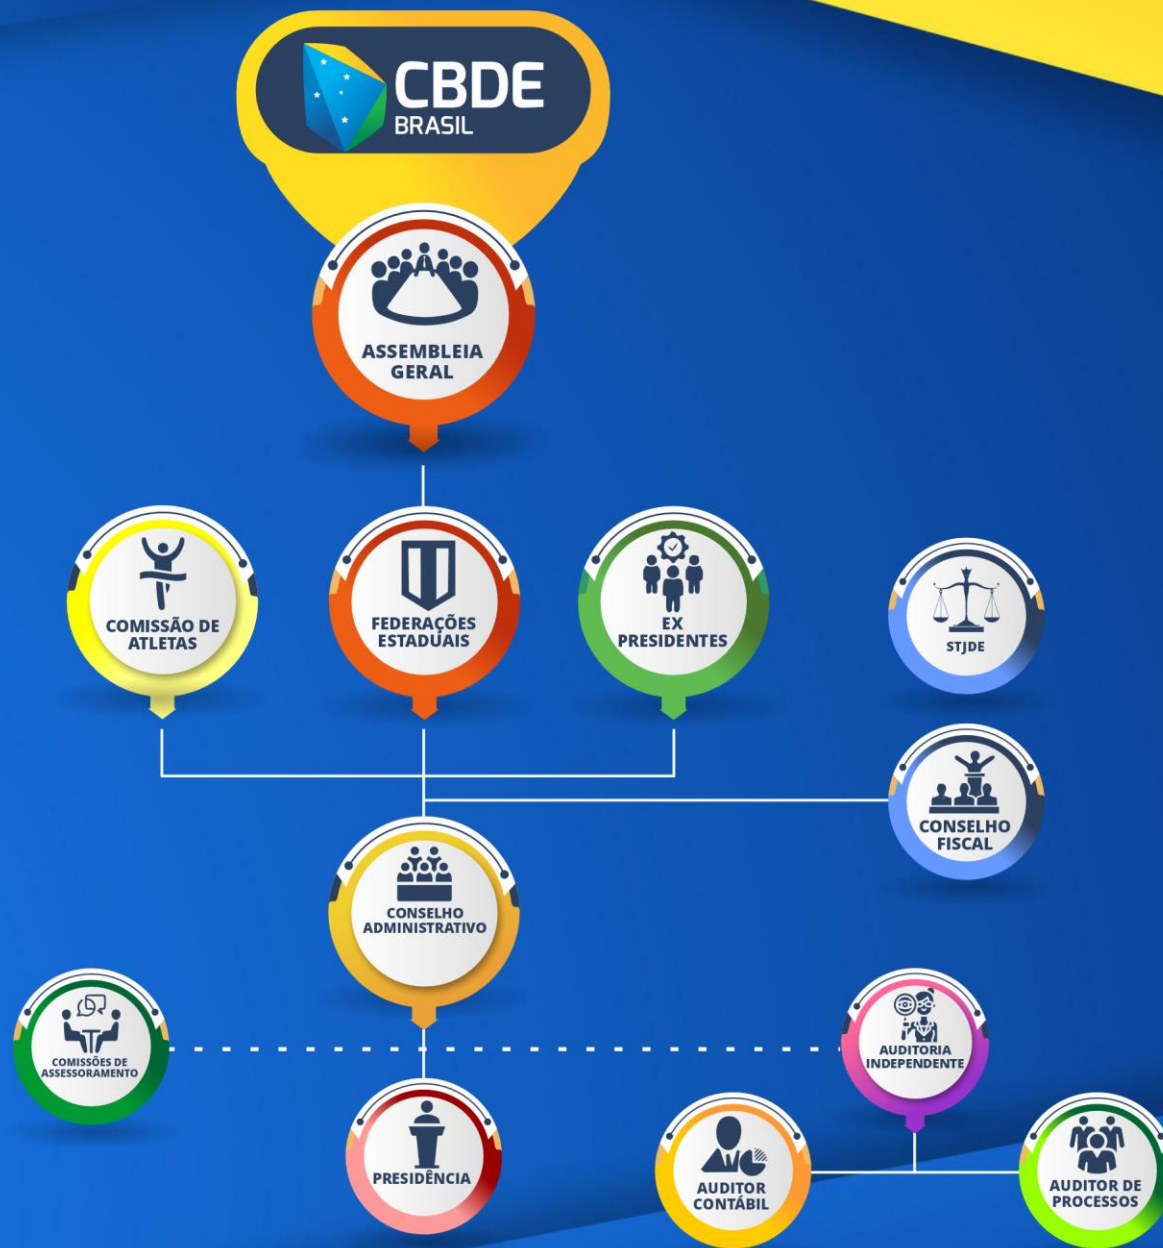 CBDE
BRASIL
ASSEMBLEIA
GERAL
COMISSÃO DE
ATLETAS
FEDERAÇÕES
ESTADUAIS
EX
PRESIDENTES
STJDE
CONSELHO
FISCAL
CONSELHO
ADMINISTRATIVO
COMISSÕES DE
ASSESSORAMENTO
AUDITORIA
INDEPENDENTE
PRESIDÊNCIA
AUDITOR
CONTÁBIL
AUDITOR DE
PROCESSOS